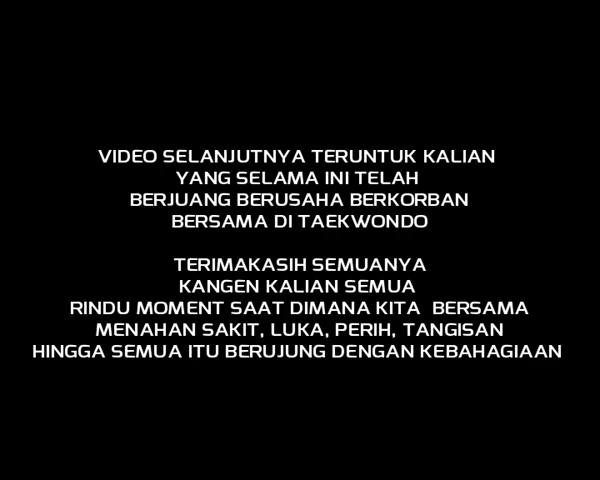 VIDEO SELANJUTNYA TERUNTUK KALIAN
YANG SELAMA INI TELAH
BERJUANG BERUSAHA BERKORBAN
BERSAMA DI TAEKWONDO
TERIMAKASIH SEMUANYA
KANGEN KALIAN SEMUA
RINDU MOMENT SAAT DIMANA KITA BERSAMA
MENAHAN SAKIT, LUKA, PERIH, TANGISAN
HINGGA SEMUA ITU BERUJUNG DENGAN KEBAHAGIAAN